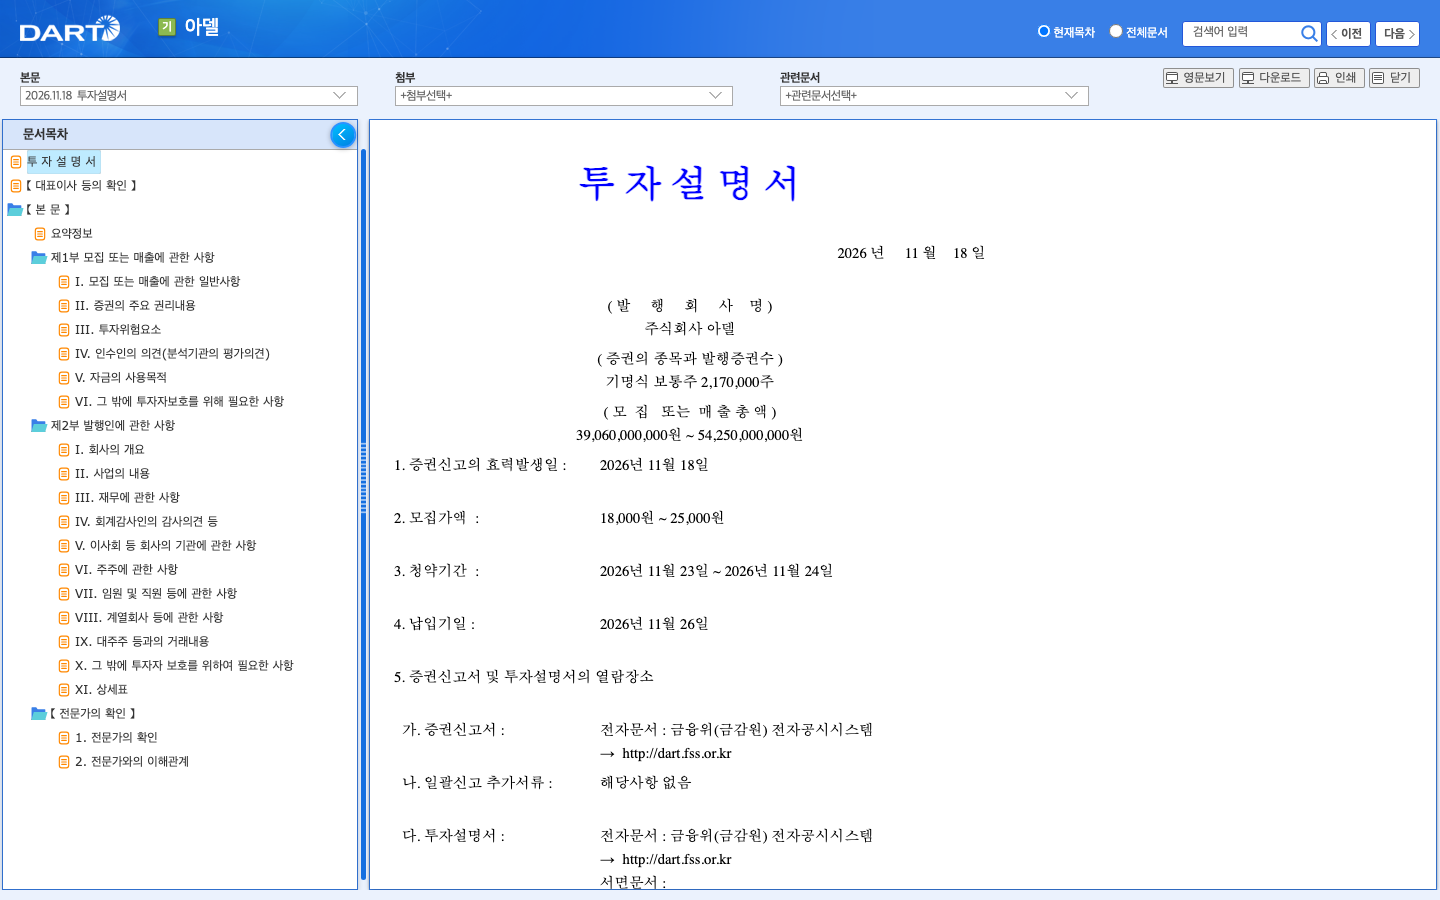 DART 기 아델
현재목차 전체문서 검색어 입력 이전 다음
본문 첨부 관련문서
2026.11.18 투자설명서 +첨부선택+ +관련문서선택+
영문보기 다운로드 인쇄 닫기
문서목차
투 자 설 명 서
【 대표이사 등의 확인 】
【 본 문 】
요약정보
제1부 모집 또는 매출에 관한 사항
I. 모집 또는 매출에 관한 일반사항
II. 증권의 주요 권리내용
III. 투자위험요소
IV. 인수인의 의견(분석기관의 평가의견)
V. 자금의 사용목적
VI. 그 밖에 투자자보호를 위해 필요한 사항
제2부 발행인에 관한 사항
I. 회사의 개요
II. 사업의 내용
III. 재무에 관한 사항
IV. 회계감사인의 감사의견 등
V. 이사회 등 회사의 기관에 관한 사항
VI. 주주에 관한 사항
VII. 임원 및 직원 등에 관한 사항
VIII. 계열회사 등에 관한 사항
IX. 대주주 등과의 거래내용
X. 그 밖에 투자자 보호를 위하여 필요한 사항
XI. 상세표
【 전문가의 확인 】
1. 전문가의 확인
2. 전문가와의 이해관계
투 자 설 명 서
2026 년 11 월 18 일
( 발 행 회 사 명 )
주식회사 아델
( 증권의 종목과 발행증권수 )
기명식 보통주 2,170,000주
( 모 집 또는 매 출 총 액 )
39,060,000,000원 ~ 54,250,000,000원
1. 증권신고의 효력발생일 : 2026년 11월 18일
2. 모집가액 : 18,000원 ~ 25,000원
3. 청약기간 : 2026년 11월 23일 ~ 2026년 11월 24일
4. 납입기일 : 2026년 11월 26일
5. 증권신고서 및 투자설명서의 열람장소
가. 증권신고서 : 전자문서 : 금융위(금감원) 전자공시시스템
→ http://dart.fss.or.kr
나. 일괄신고 추가서류 : 해당사항 없음
다. 투자설명서 : 전자문서 : 금융위(금감원) 전자공시시스템
→ http://dart.fss.or.kr
서면문서 :